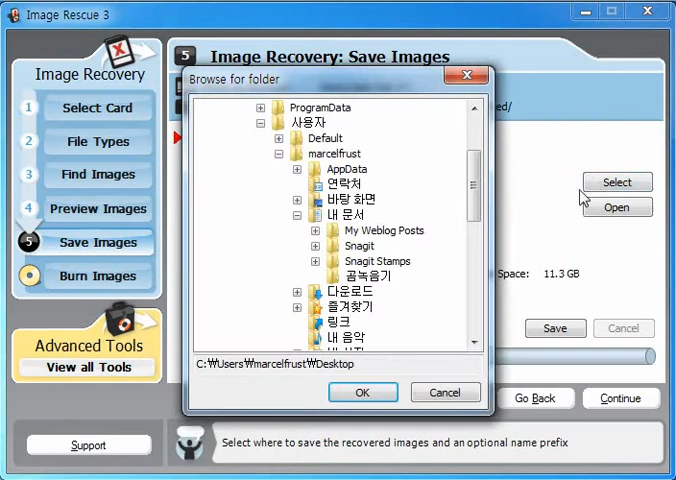 Image Rescue 3
Image Recovery
1 Select Card
2 File Types
3 Find Images
4 Preview Images
5 Save Images
Burn Images
Advanced Tools
View all Tools
Support
5 Image Recovery: Save Images
ed/
Select
Open
Space: 11.3 GB
Save
Cancel
Go Back
Continue
Select where to save the recovered images and an optional name prefix
Browse for folder
ProgramData
사용자
Default
marcelfrust
AppData
연락처
바탕 화면
내 문서
My Weblog Posts
Snagit
Snagit Stamps
곰녹음기
다운로드
즐겨찾기
링크
내 음악
C:₩Users₩marcelfrust₩Desktop
OK
Cancel